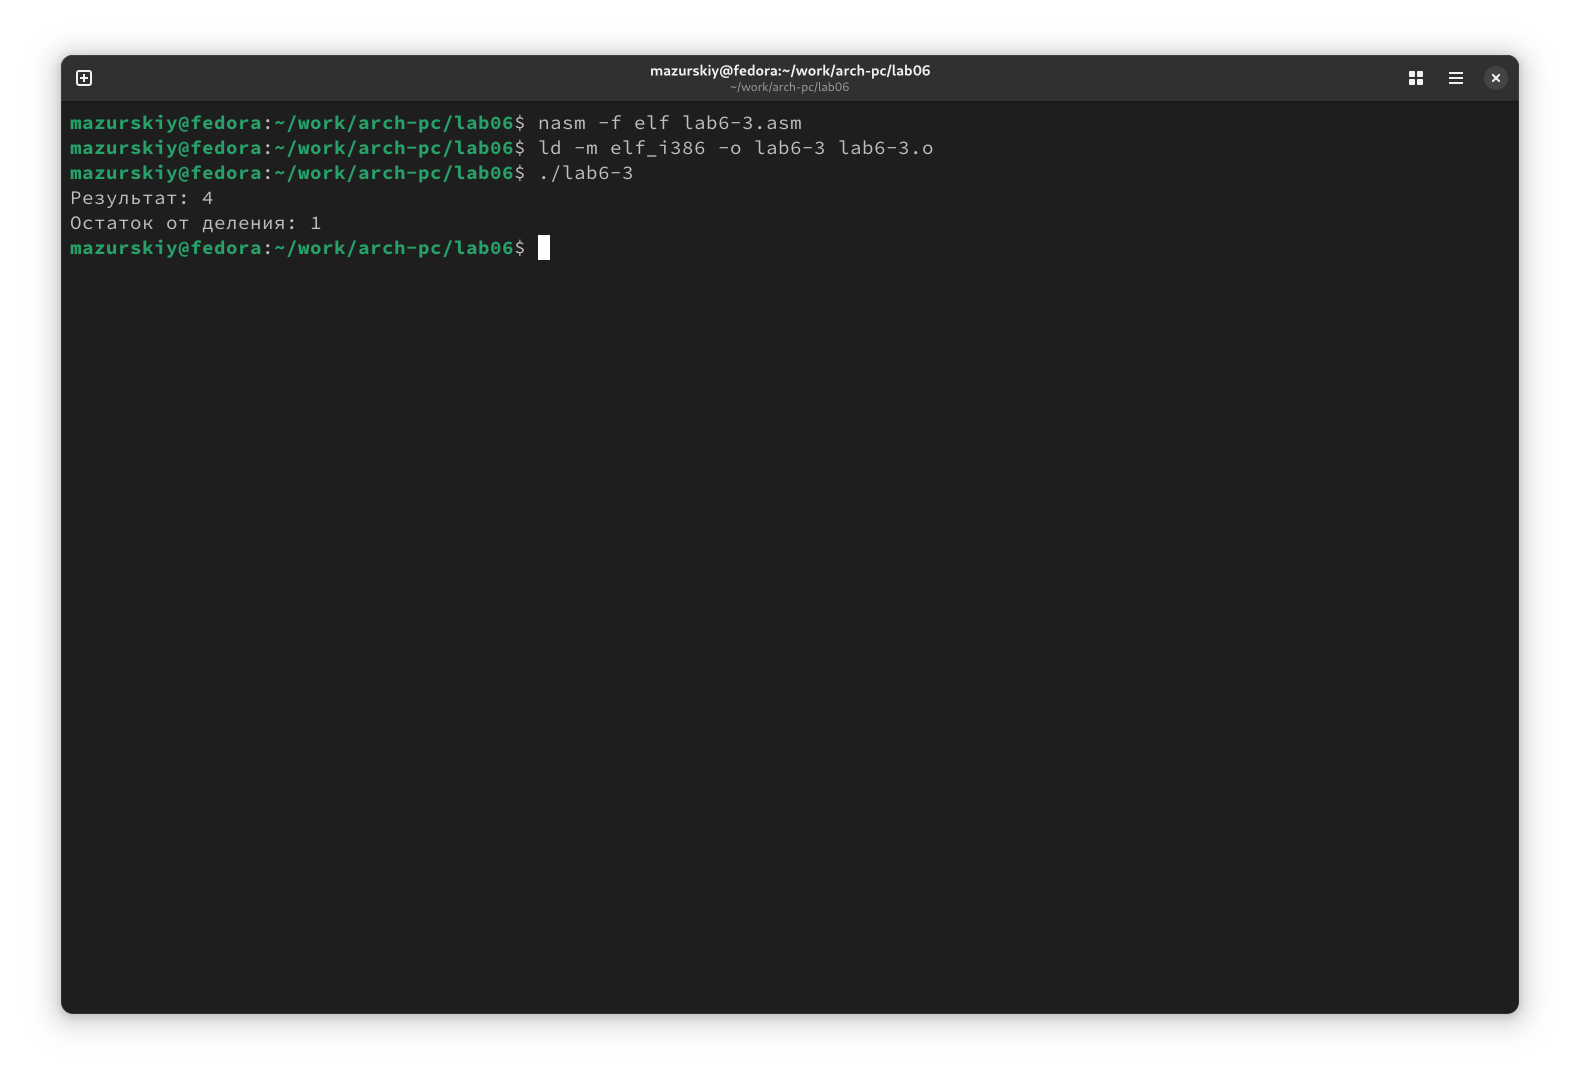 mazurskiy@fedora:~/work/arch-pc/lab06
~/work/arch-pc/lab06
mazurskiy@fedora:~/work/arch-pc/lab06$ nasm -f elf lab6-3.asm
mazurskiy@fedora:~/work/arch-pc/lab06$ ld -m elf_i386 -o lab6-3 lab6-3.o
mazurskiy@fedora:~/work/arch-pc/lab06$ ./lab6-3
Результат: 4
Остаток от деления: 1
mazurskiy@fedora:~/work/arch-pc/lab06$